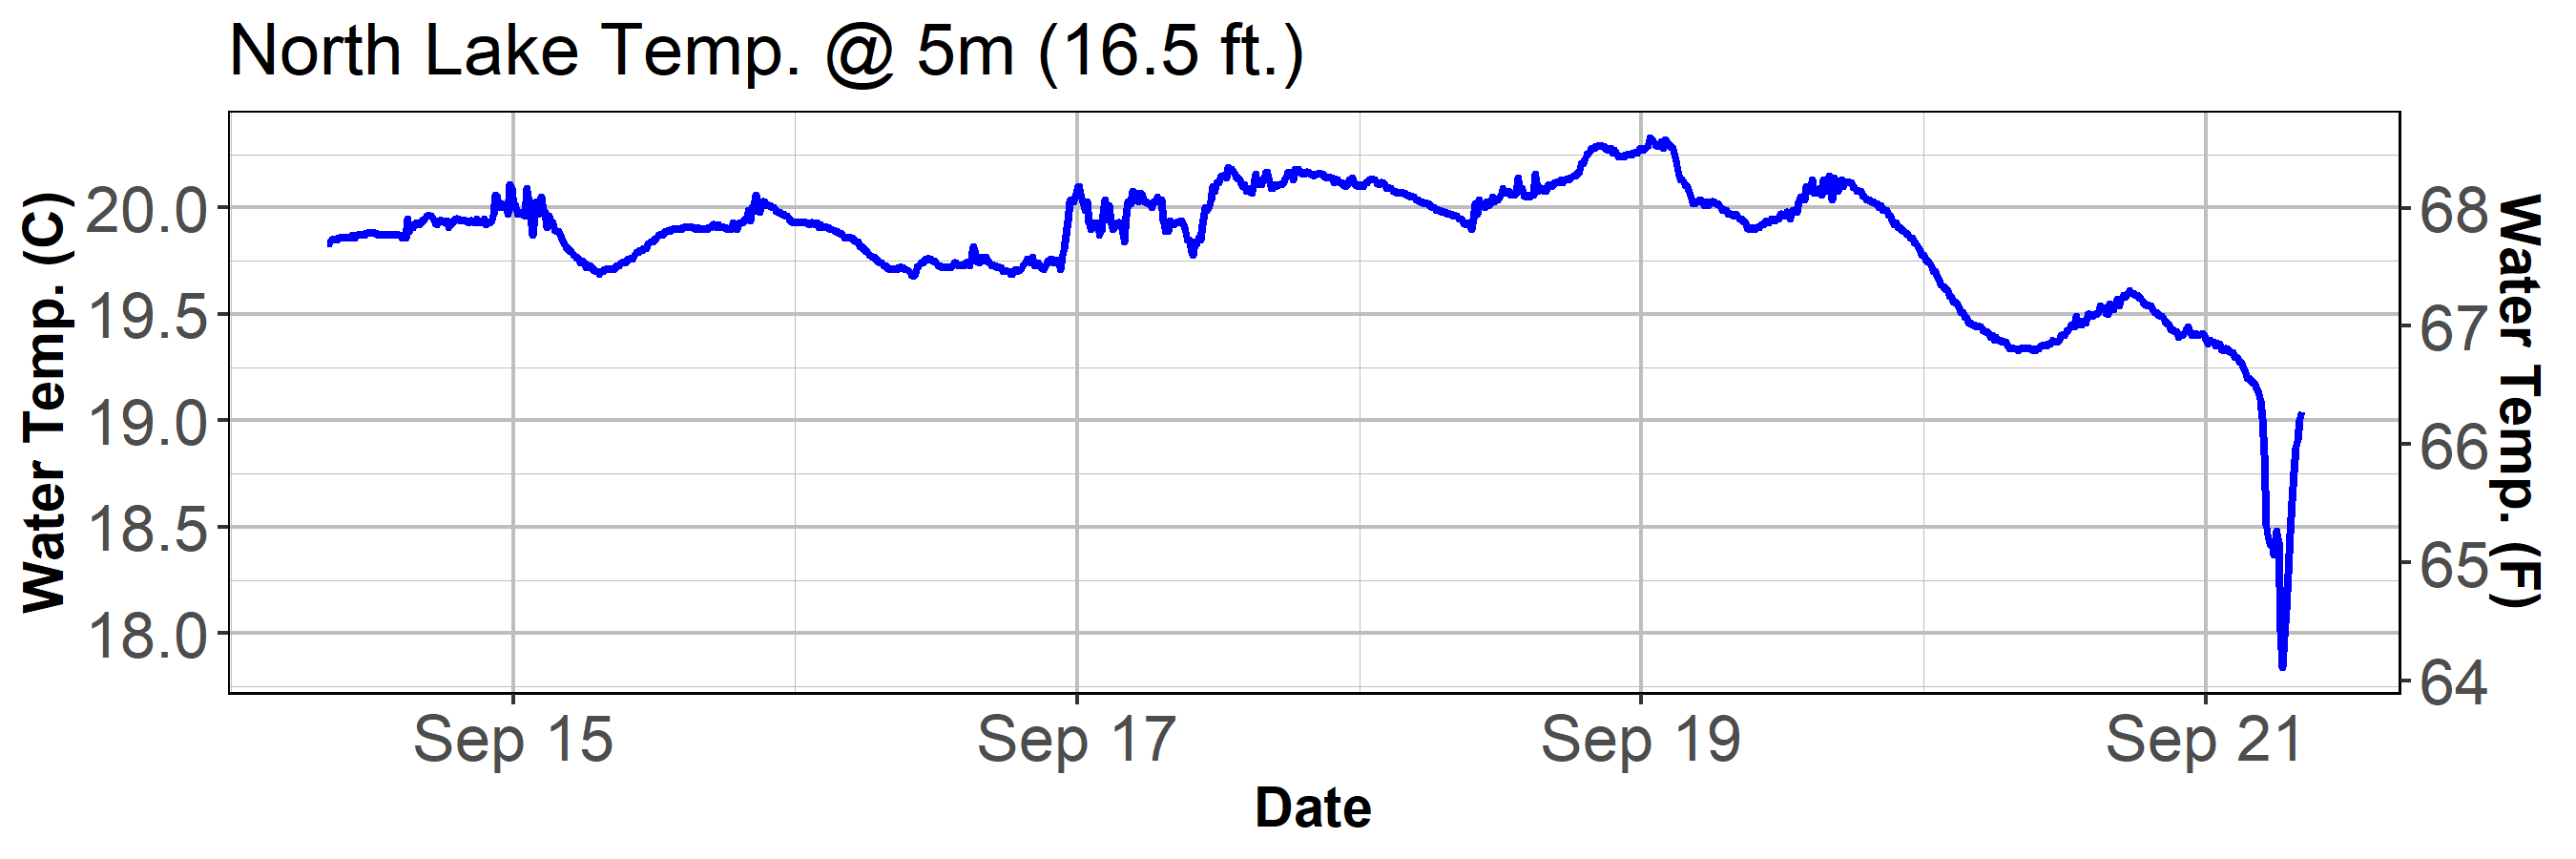 North Lake Temp. @ 5m (16.5 ft.)
Water Temp. (C)
20.0
19.5
19.0
18.5
18.0
68
67
66
65
64
Water Temp. (F)
Sep 15
Sep 17
Sep 19
Sep 21
Date